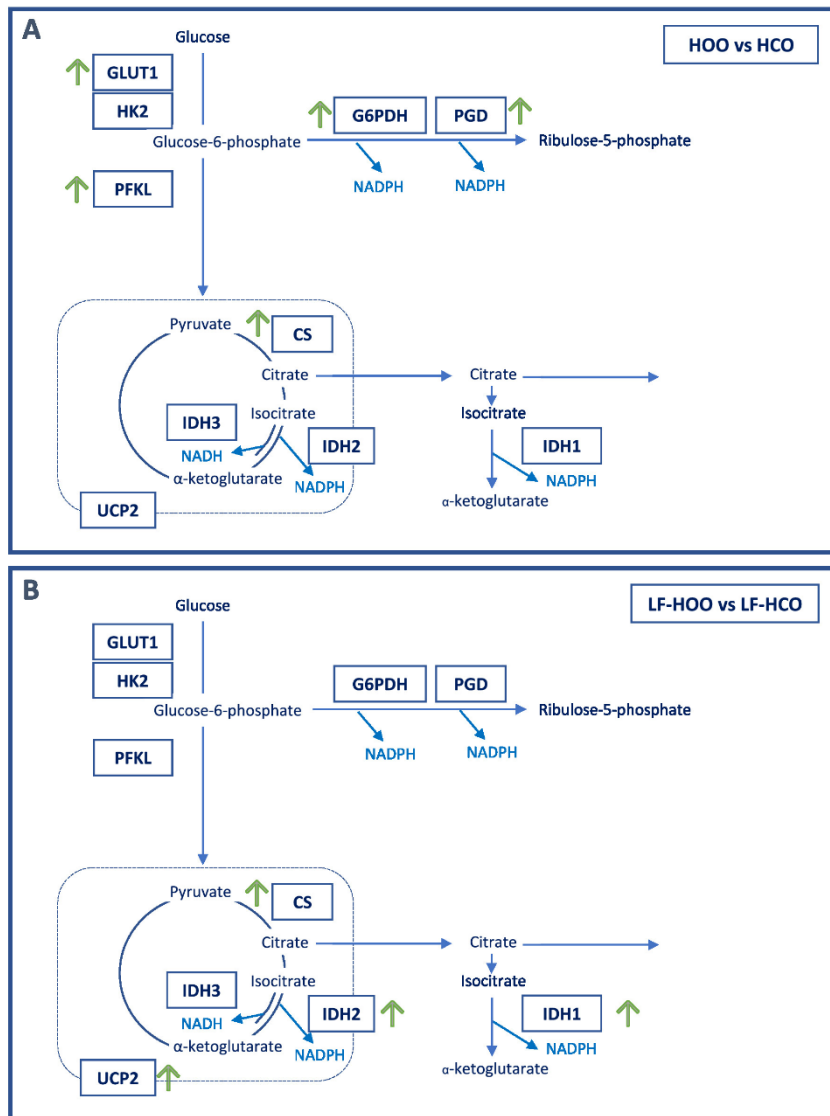 A
HOO vs HCO
Glucose
GLUT1
HK2
G6PDH
PGD
Glucose-6-phosphate
Ribulose-5-phosphate
PFKL
NADPH
NADPH
Pyruvate
CS
Citrate
Citrate
IDH3
Isocitrate
Isocitrate
NADH
IDH2
IDH1
α-ketoglutarate
NADPH
NADPH
UCP2
α-ketoglutarate
B
LF-HOO vs LF-HCO
Glucose
GLUT1
HK2
G6PDH
PGD
Glucose-6-phosphate
Ribulose-5-phosphate
PFKL
NADPH
NADPH
Pyruvate
CS
Citrate
Citrate
IDH3
Isocitrate
Isocitrate
NADH
IDH2
IDH1
α-ketoglutarate
NADPH
NADPH
UCP2
α-ketoglutarate